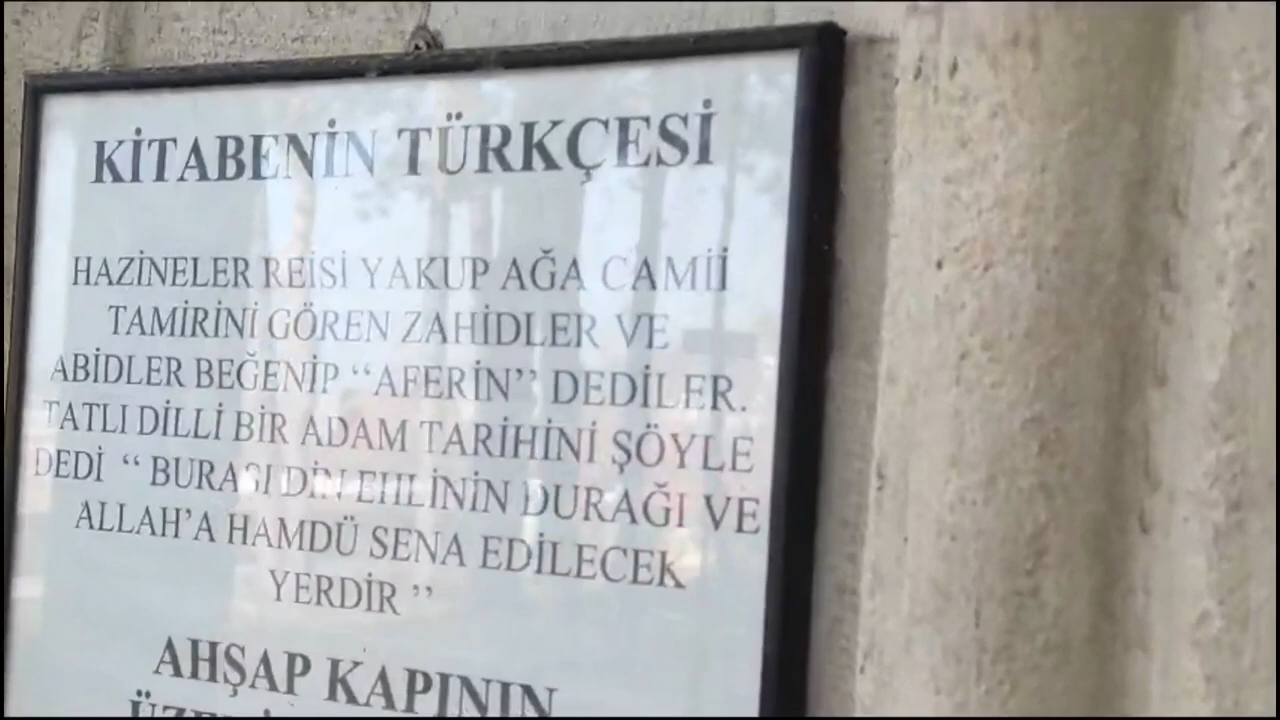 KİTABENİN TÜRKÇESİ
HAZİNELER REİSİ YAKUP AĞA CAMİİ
TAMİRİNİ GÖREN ZAHİDLER VE
ABİDLER BEĞENİP “AFERİN” DEDİLER.
TATLI DİLLİ BİR ADAM TARİHİNİ ŞÖYLE
DEDİ “ BURASI DİN EHLİNİN DURAĞI VE
ALLAH’A HAMDÜ SENA EDİLECEK
YERDİR ”
AHŞAP KAPININ